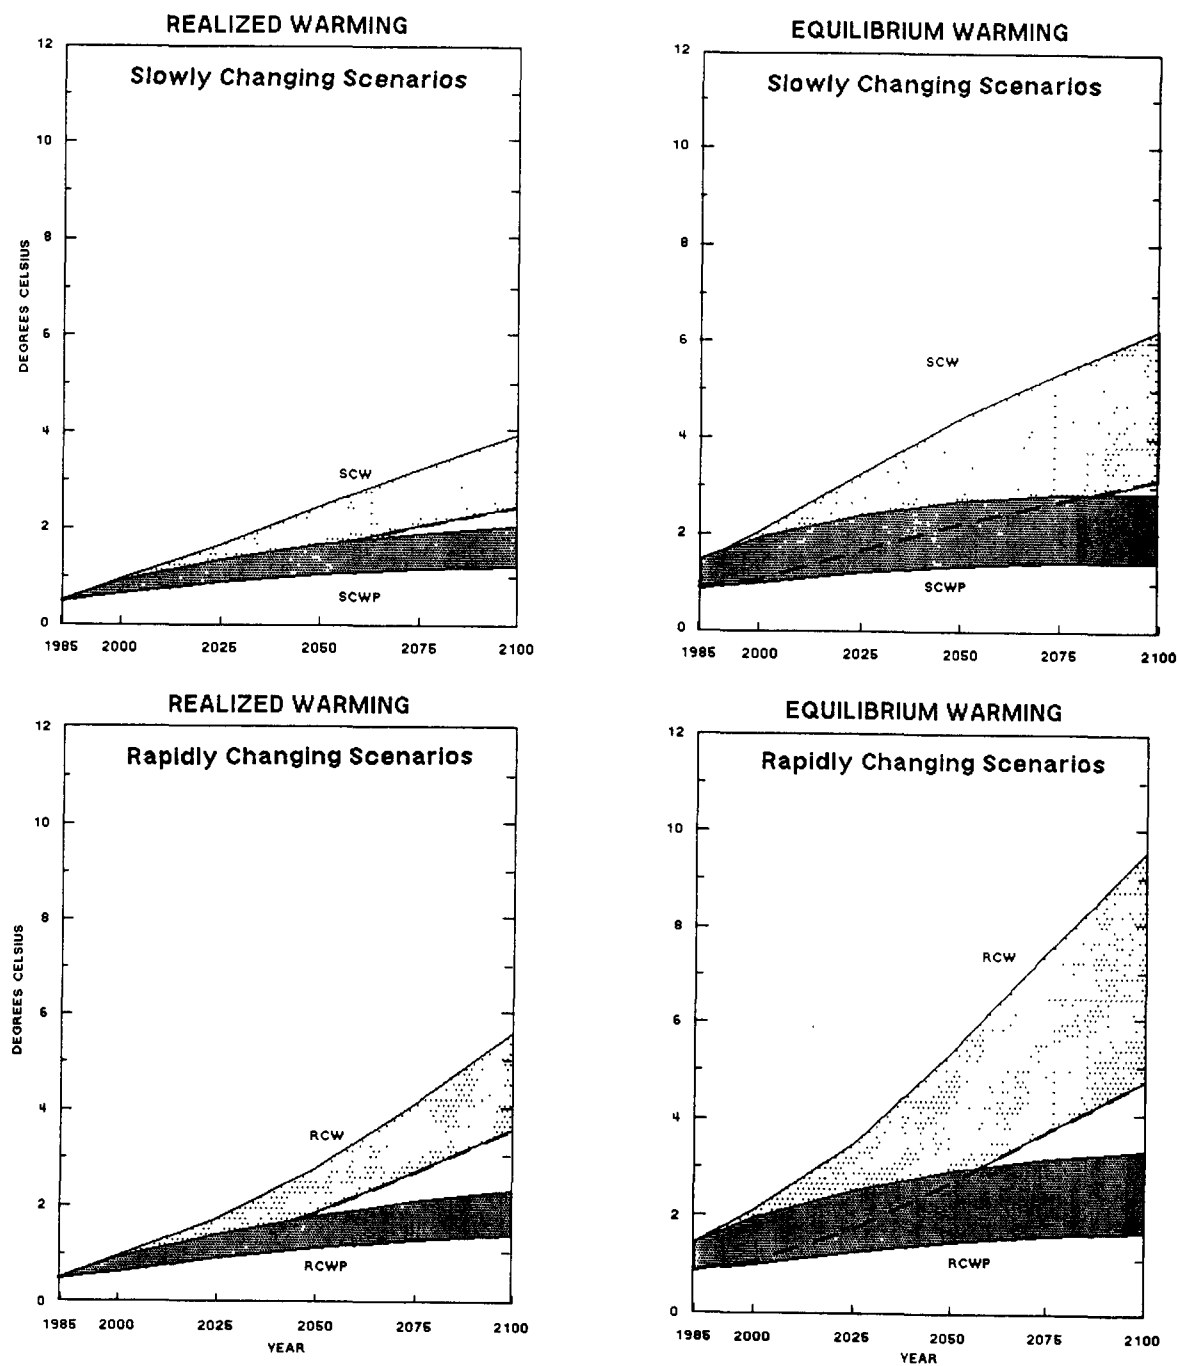 REALIZED WARMING
Slowly Changing Scenarios
12
10
8
6
4
2
0
DEGREES CELSIUS
SCW
SCWP
1985 2000 2025 2050 2075 2100
EQUILIBRIUM WARMING
Slowly Changing Scenarios
12
10
8
6
4
2
0
SCW
SCWP
1985 2000 2025 2050 2075 2100
REALIZED WARMING
Rapidly Changing Scenarios
12
10
8
6
4
2
0
DEGREES CELSIUS
RCW
RCWP
1985 2000 2025 2050 2075 2100
YEAR
EQUILIBRIUM WARMING
Rapidly Changing Scenarios
12
10
8
6
4
2
0
RCW
RCWP
1985 2000 2025 2050 2075 2100
YEAR